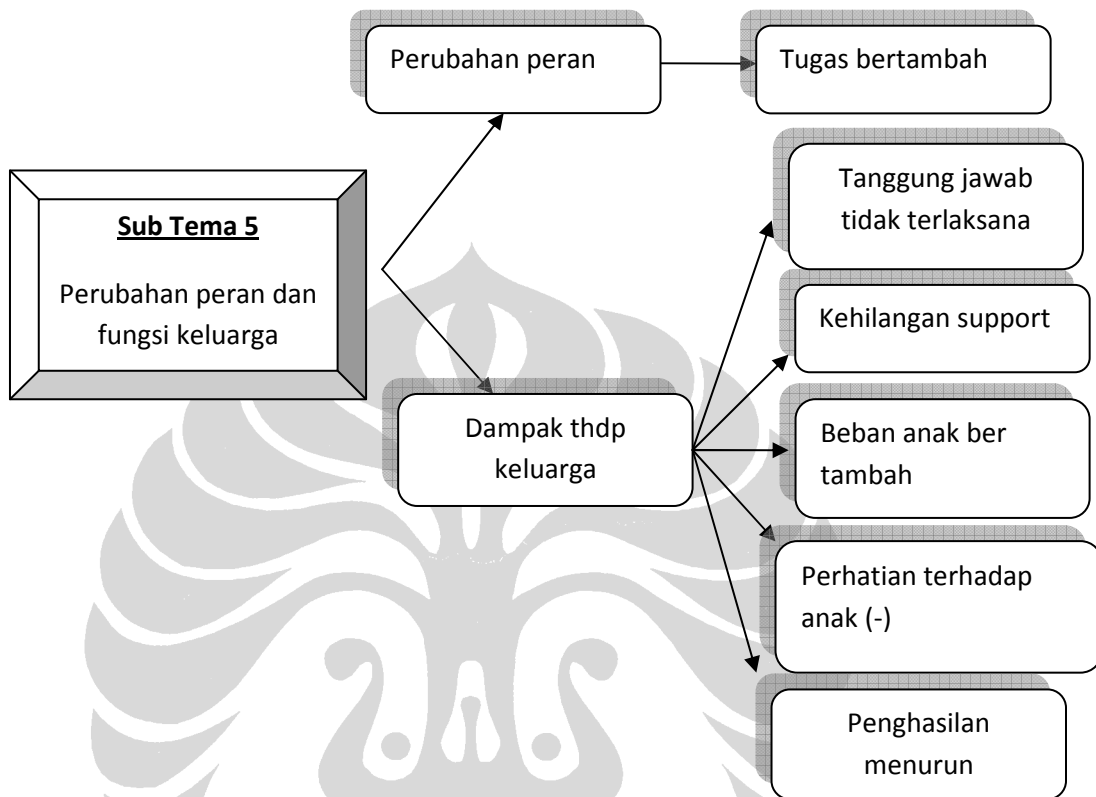 Perubahan peran
Tugas bertambah
Sub Tema 5
Perubahan peran dan
fungsi keluarga
Dampak thdp
keluarga
Tanggung jawab
tidak terlaksana
Kehilangan support
Beban anak ber
tambah
Perhatian terhadap
anak (-)
Penghasilan
menurun